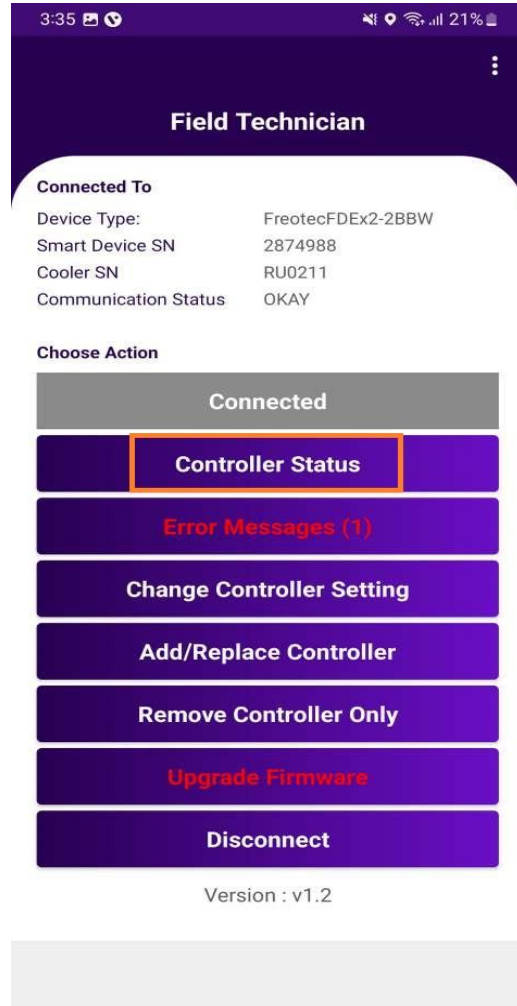 3:35 21%
Field Technician
Connected To
Device Type: FreotecFDEx2-2BBW
Smart Device SN 2874988
Cooler SN RU0211
Communication Status OKAY
Choose Action
Connected
Controller Status
Error Messages (1)
Change Controller Setting
Add/Replace Controller
Remove Controller Only
Upgrade Firmware
Disconnect
Version : v1.2